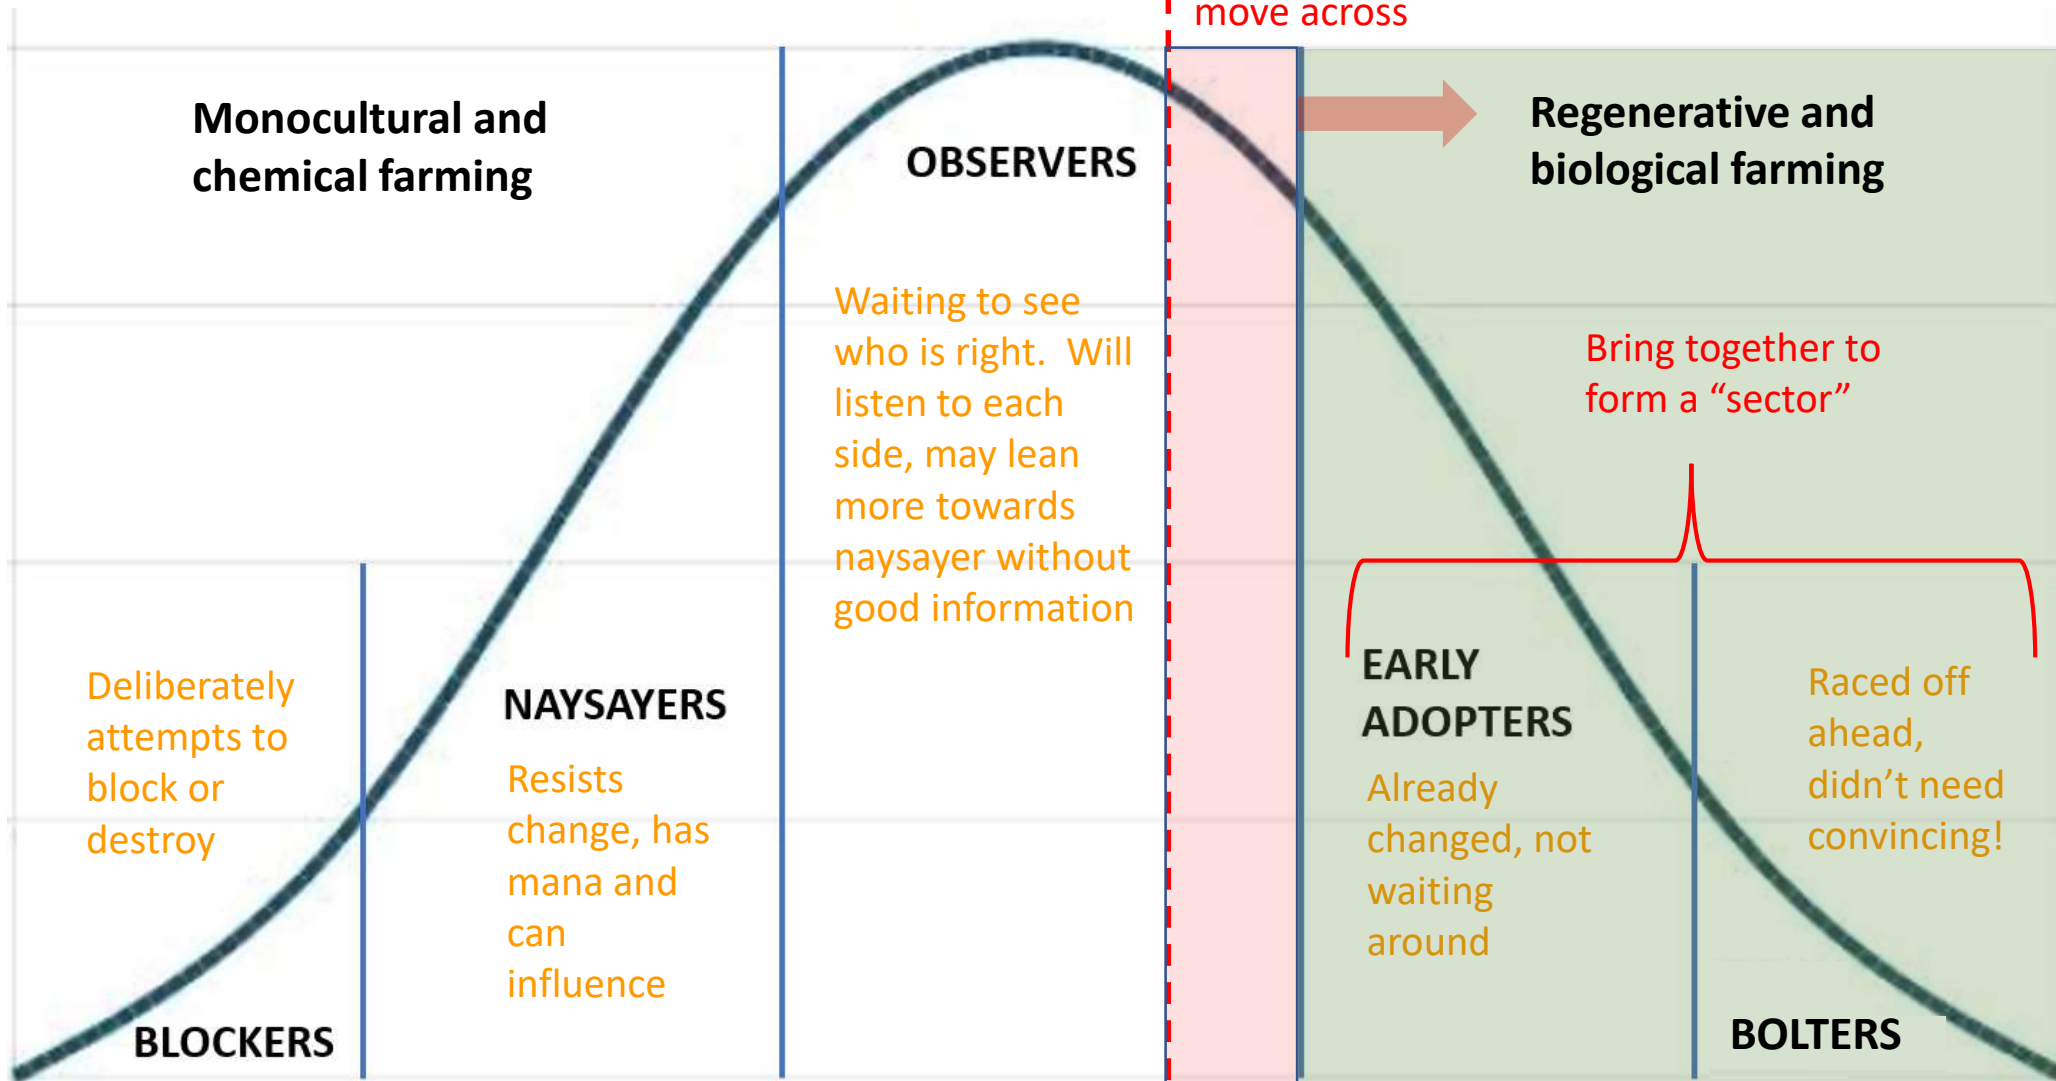 move across
Monocultural and
chemical farming
OBSERVERS
Regenerative and
biological farming
Waiting to see
who is right.  Will
listen to each
side, may lean
more towards
naysayer without
good information
Bring together to
form a “sector”
Deliberately
attempts to
block or
destroy
BLOCKERS
NAYSAYERS
Resists
change, has
mana and
can
influence
EARLY
ADOPTERS
Already
changed, not
waiting
around
Raced off
ahead,
didn’t need
convincing!
BOLTERS